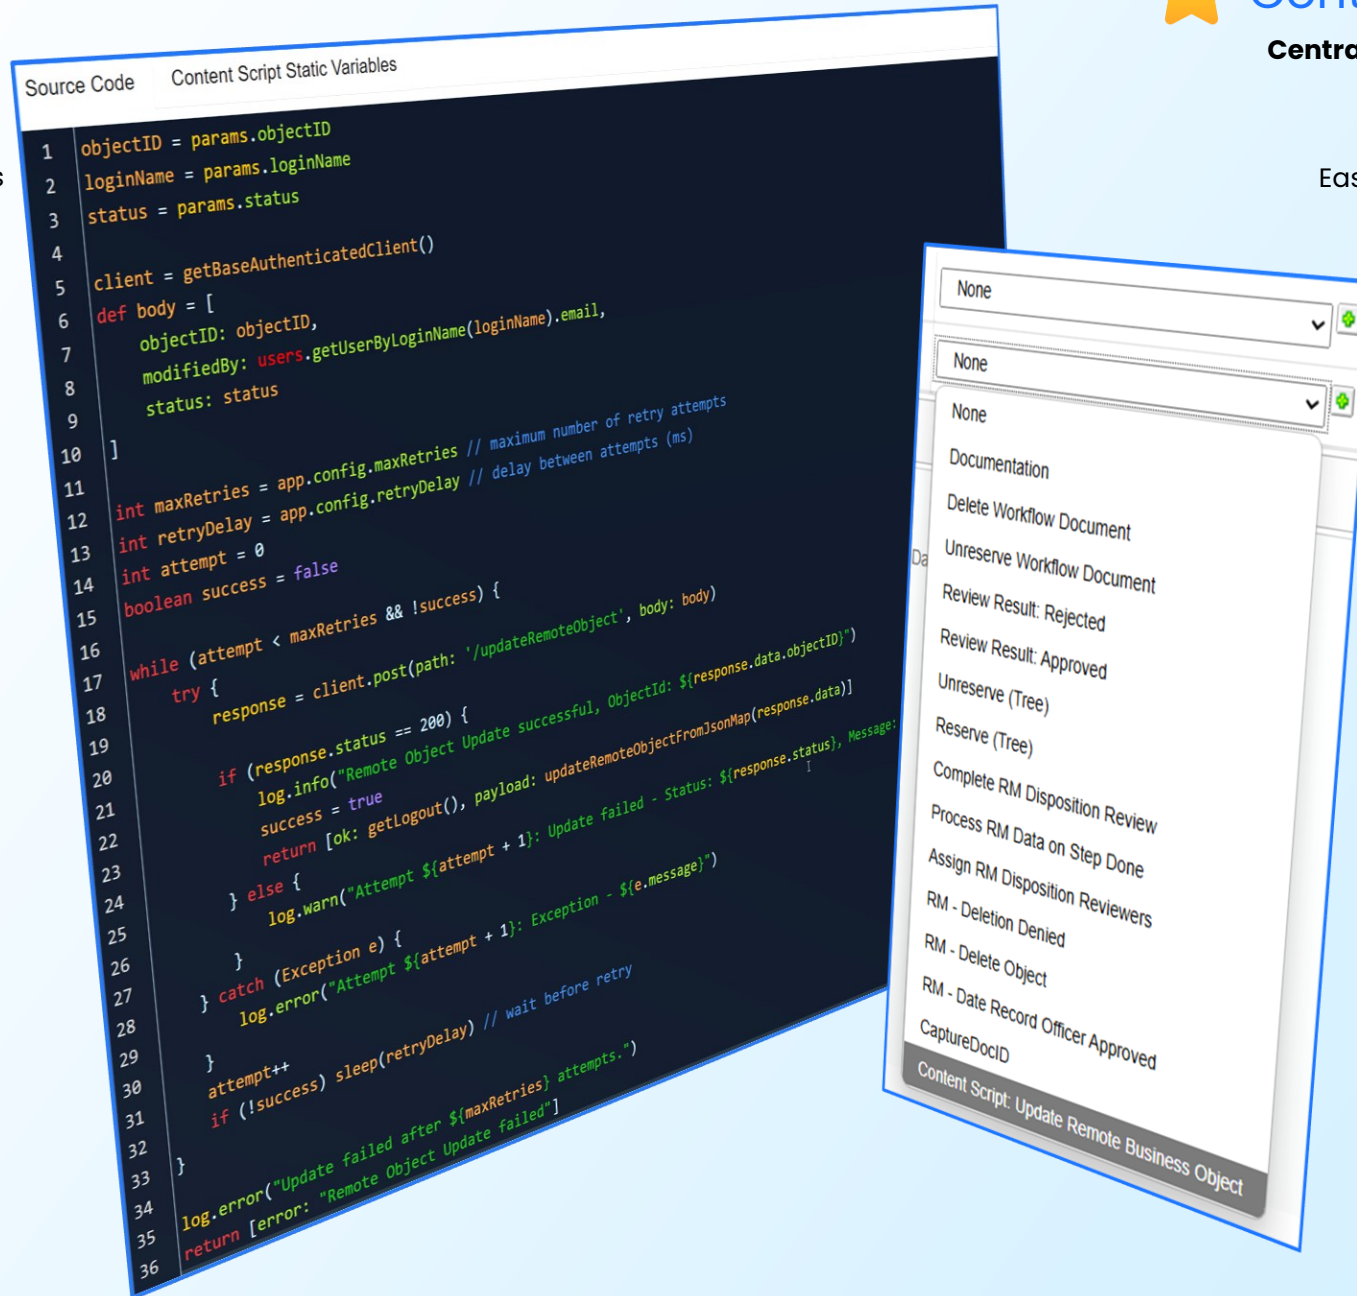 Centra
Eas
Source Code
Content Script Static Variables
1 objectID = params.objectID
2 loginName = params.loginName
3 status = params.status
4
5 client = getBaseAuthenticatedClient()
6 def body = [
7 objectID: objectID,
8 modifiedBy: users.getUserByLoginName(loginName).email,
9 status: status
10 ]
11
12 int maxRetries = app.config.maxRetries // maximum number of retry attempts
13 int retryDelay = app.config.retryDelay // delay between attempts (ms)
14 int attempt = 0
15 boolean success = false
16
17 while (attempt < maxRetries && !success) {
18 try {
19 response = client.post(path: '/updateRemoteObject', body: body)
20
21 if (response.status == 200) {
22 log.info("Remote Object Update successful, ObjectId: ${response.data.objectID}")
23 success = true
24 return [ok: getLogout(), payload: updateRemoteObjectFromJsonMap(response.data)]
25 } else {
26 log.warn("Attempt ${attempt + 1}: Update failed - Status: ${response.status}, Message:
27 }
28 } catch (Exception e) {
29 log.error("Attempt ${attempt + 1}: Exception - ${e.message}")
30 }
31 attempt++
32 if (!success) sleep(retryDelay) // wait before retry
33 }
34
35 log.error("Update failed after ${maxRetries} attempts.")
36 return [error: "Remote Object Update failed"]
None
None
None
Documentation
Delete Workflow Document
Unreserve Workflow Document
Review Result: Rejected
Review Result: Approved
Unreserve (Tree)
Reserve (Tree)
Complete RM Disposition Review
Process RM Data on Step Done
Assign RM Disposition Reviewers
RM - Deletion Denied
RM - Delete Object
RM - Date Record Officer Approved
CaptureDocID
Content Script: Update Remote Business Object
Da